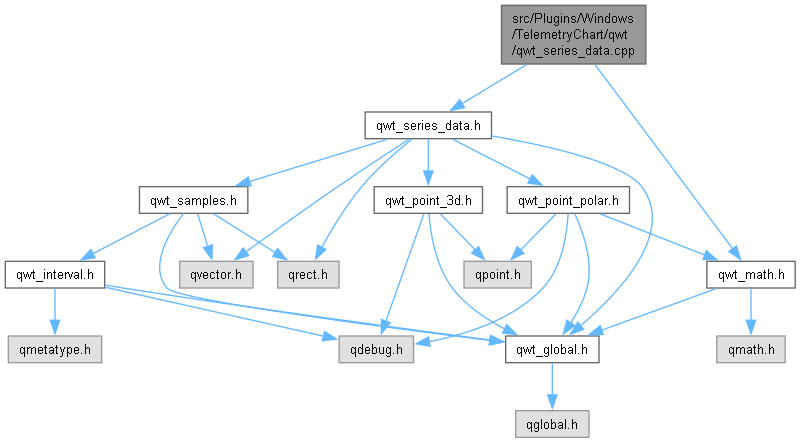 src/Plugins/Windows
/TelemetryChart/qwt
/qwt_series_data.cpp
qwt_series_data.h
qwt_samples.h
qwt_point_3d.h
qwt_point_polar.h
qwt_interval.h
qvector.h
qrect.h
qpoint.h
qwt_math.h
qmetatype.h
qdebug.h
qwt_global.h
qmath.h
qglobal.h